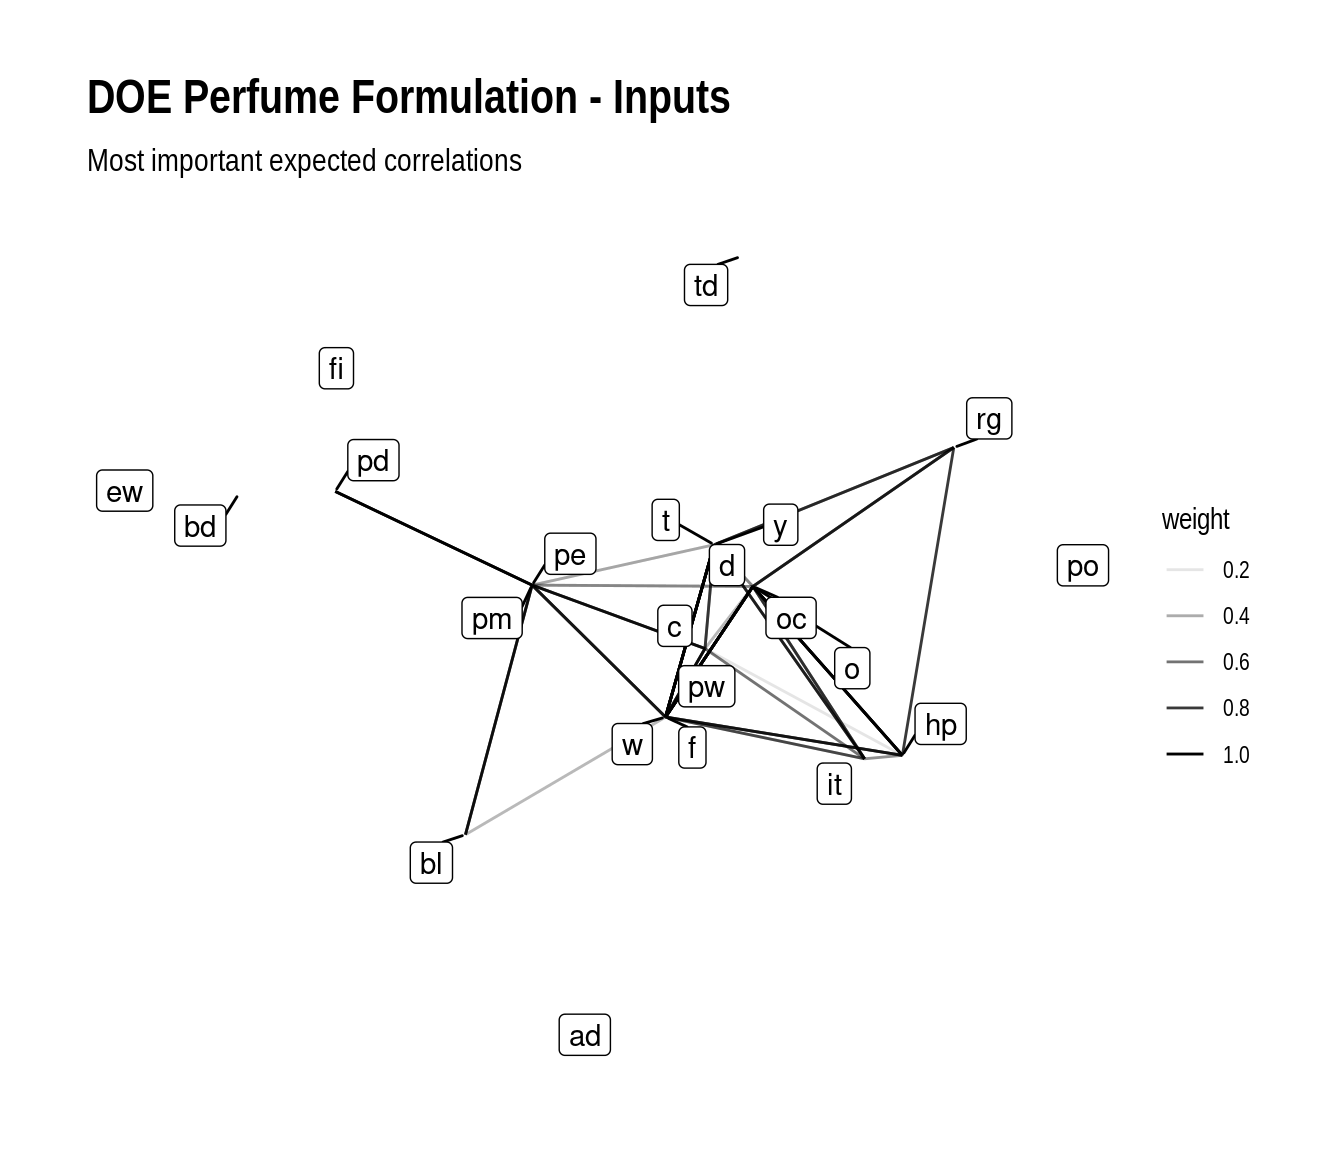 DOE Perfume Formulation - Inputs
Most important expected correlations
td
fi
rg
pd
ew
bd
t
y
pe
d
po
pm
c
oc
o
pw
hp
w
f
it
bl
ad
weight
0.2
0.4
0.6
0.8
1.0